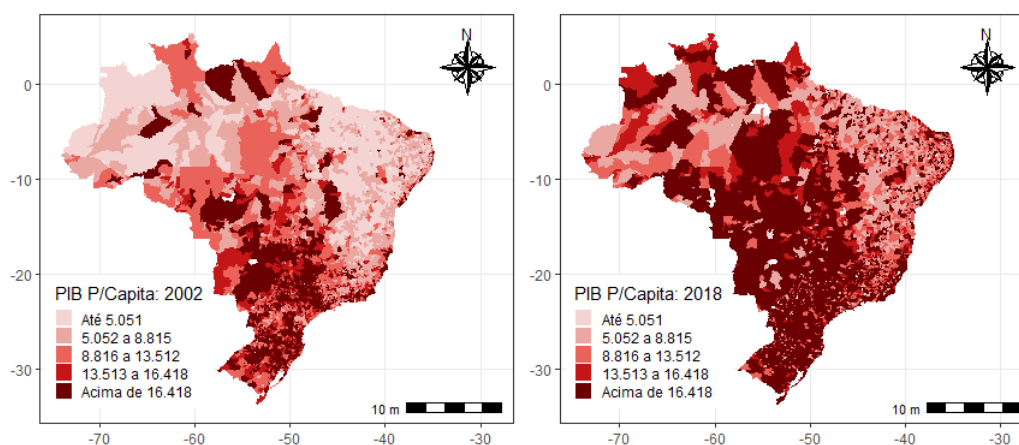 N
0
-10
-20
-30
PIB P/Capita: 2002
Até 5.051
5.052 a 8.815
8.816 a 13.512
13.513 a 16.418
Acima de 16.418
10 m
-70
-60
-50
-40
-30
N
0
-10
-20
-30
PIB P/Capita: 2018
Até 5.051
5.052 a 8.815
8.816 a 13.512
13.513 a 16.418
Acima de 16.418
10 m
-70
-60
-50
-40
-30